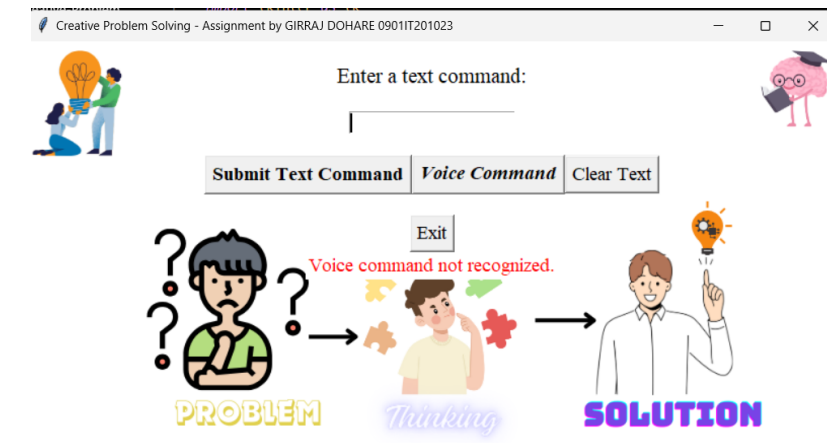 Creative Problem Solving - Assignment by GIRRAJ DOHARE 0901IT201023
Enter a text command:
Submit Text Command Voice Command Clear Text
Exit
Voice command not recognized.
PROBLEM Thinking SOLUTION